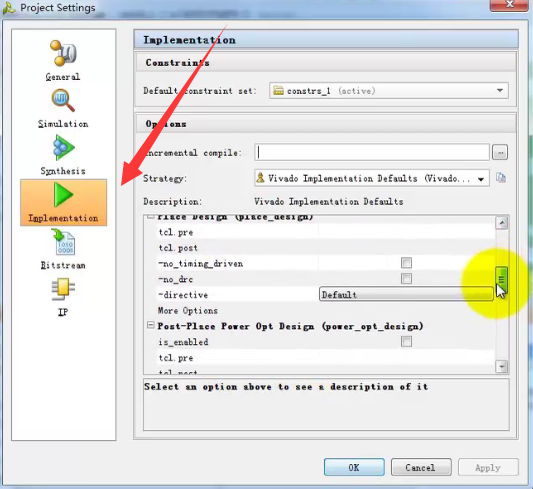 Project Settings
General
Simulation
Synthesis
Implementation
Bitstream
IP
Implementation
Constraints
Default constraint set: constrs_1 (active)
Options
Incremental compile:
Strategy: Vivado Implementation Defaults (Vivado...
Description: Vivado Implementation Defaults
Place Design (place_design)
tcl.pre
tcl.post
-no_timing_driven
-no_drc
-directive Default
More Options
Post-Place Power Opt Design (power_opt_design)
is_enabled
tcl.pre
tcl.post
Select an option above to see a description of it
OK Cancel Apply